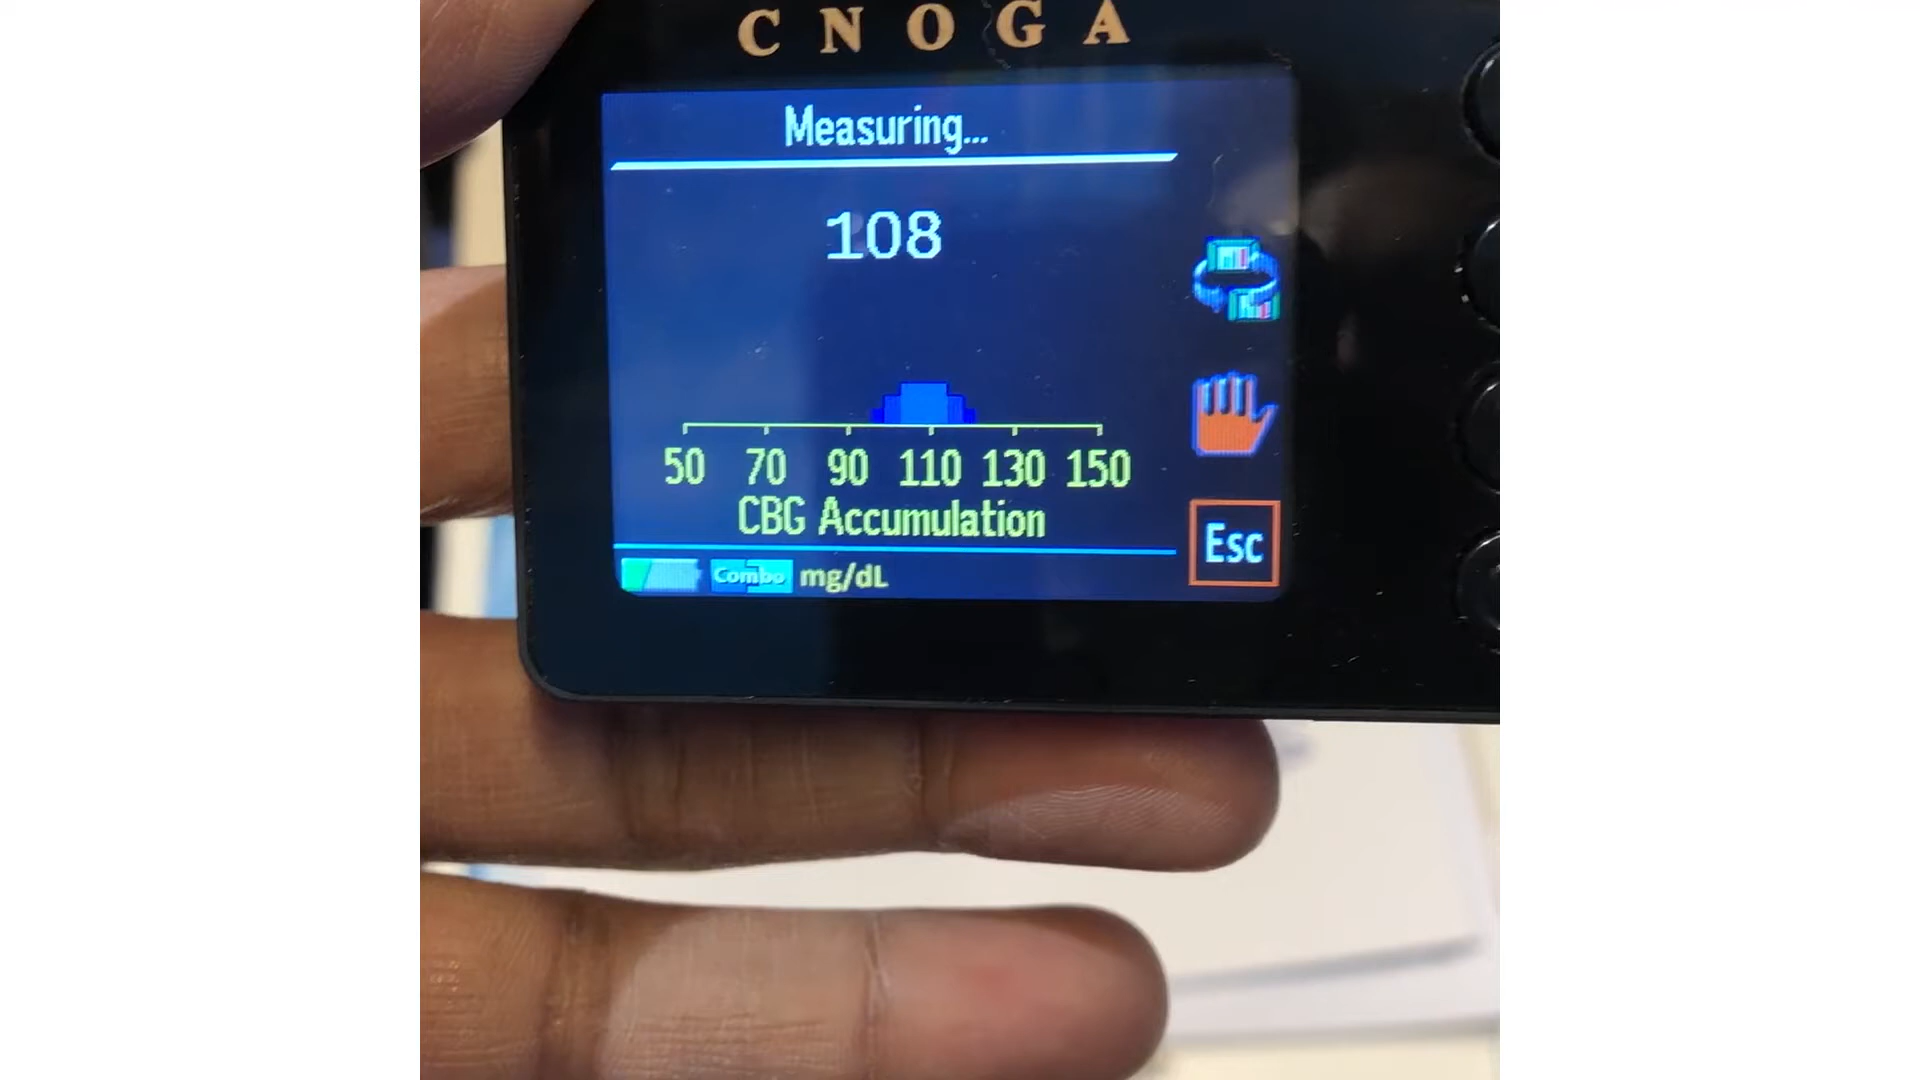 CNOGA
Measuring...
108
50 70 90 110 130 150
CBG Accumulation
Combo mg/dL
Esc